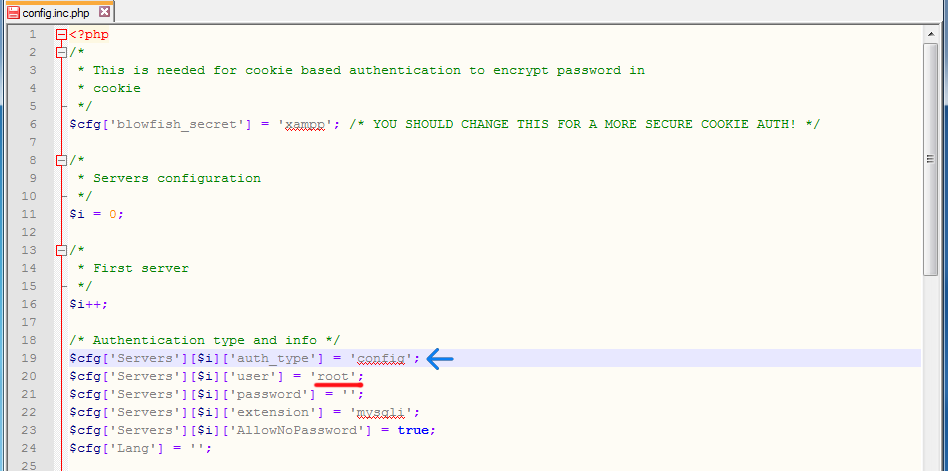 config.inc.php
1 <?php
2 /*
3 * This is needed for cookie based authentication to encrypt password in
4 * cookie
5 */
6 $cfg['blowfish_secret'] = 'xampp'; /* YOU SHOULD CHANGE THIS FOR A MORE SECURE COOKIE AUTH! */
7
8 /*
9 * Servers configuration
10 */
11 $i = 0;
12
13 /*
14 * First server
15 */
16 $i++;
17
18 /* Authentication type and info */
19 $cfg['Servers'][$i]['auth_type'] = 'config';
20 $cfg['Servers'][$i]['user'] = 'root';
21 $cfg['Servers'][$i]['password'] = '';
22 $cfg['Servers'][$i]['extension'] = 'mysqli';
23 $cfg['Servers'][$i]['AllowNoPassword'] = true;
24 $cfg['Lang'] = '';
25